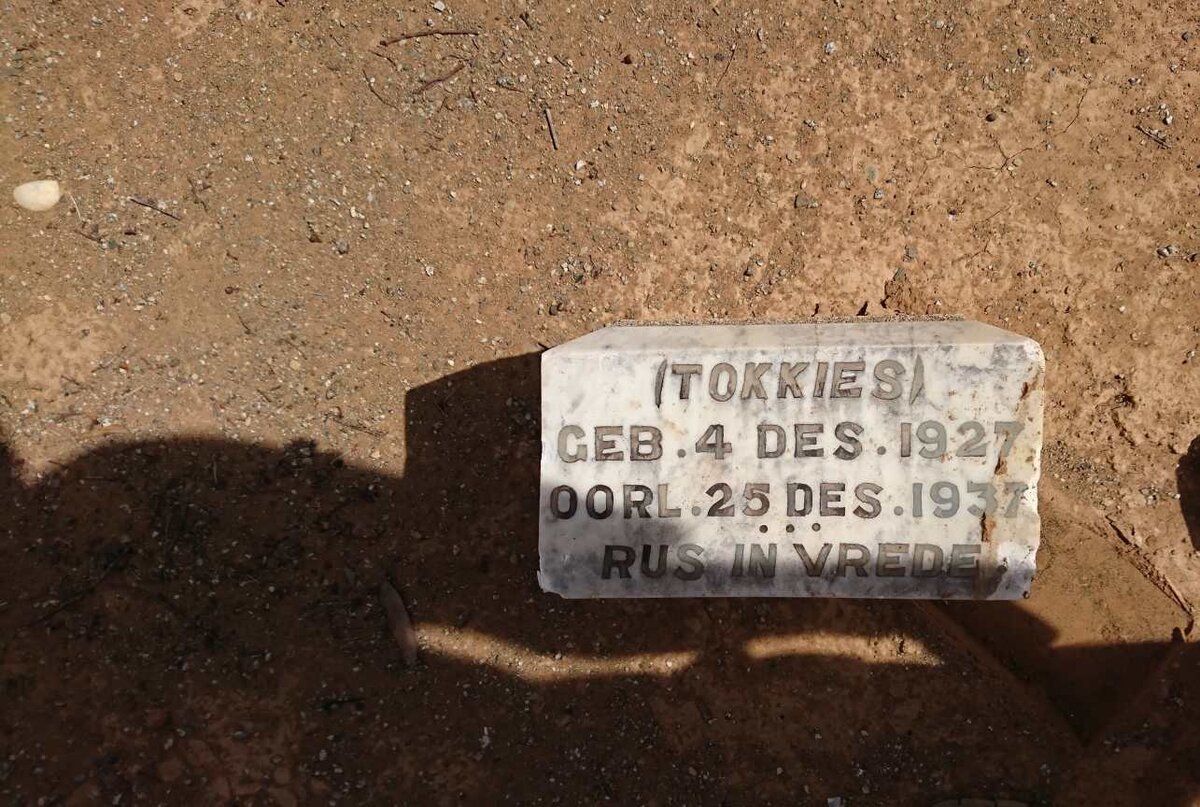 (TOKKIES)
GEB. 4 DES. 1927
OORL. 25 DES. 1937
RUS IN VREDE.